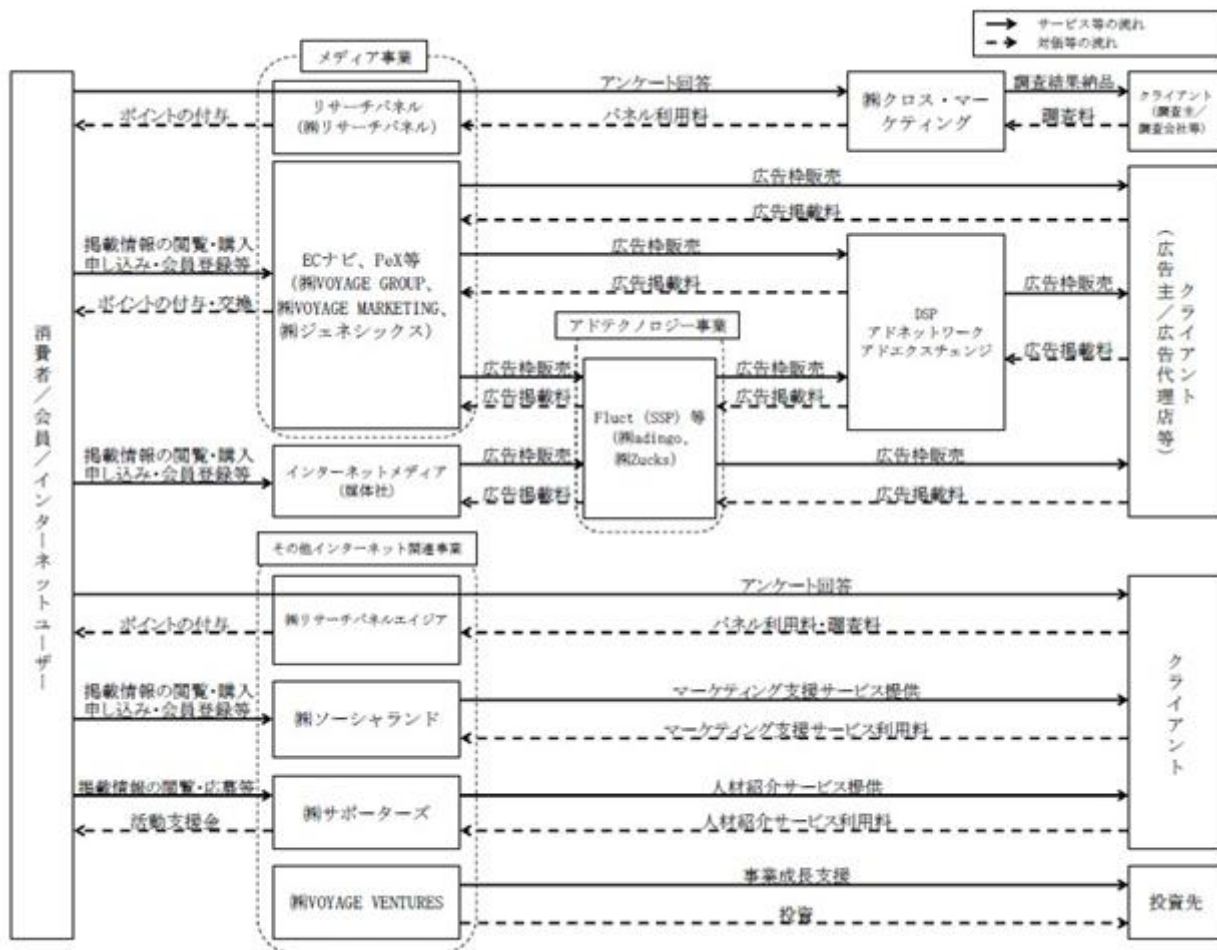 サービス等の流れ
対価等の流れ
メディア事業
アンケート回答
調査結果納品
リサーチパネル
(㈱リサーチパネル)
ポイントの付与
パネル利用料
㈱クロス・マー
ケティング
調査料
クライアント
(調査主/
調査会社等)
広告枠販売
広告掲載料
掲載情報の閲覧・購入
申し込み・会員登録等
ECナビ、PeX等
(㈱VOYAGE GROUP、
㈱VOYAGE MARKETING、
㈱ジェネシックス)
ポイントの付与・交換
広告枠販売
広告掲載料
DSP
アドネットワーク
アドエクスチェンジ
広告枠販売
広告掲載料
クライアント
(広告主/広告代理店等)
消費者/会員/インターネットユーザー
アドテクノロジー事業
広告枠販売
広告掲載料
Fluct (SSP) 等
(㈱adingo、
㈱Zucks)
広告枠販売
広告掲載料
掲載情報の閲覧・購入
申し込み・会員登録等
インターネットメディア
(媒体社)
広告枠販売
広告掲載料
広告枠販売
広告掲載料
その他インターネット関連事業
アンケート回答
㈱リサーチパネルエイジア
ポイントの付与
パネル利用料・調査料
掲載情報の閲覧・購入
申し込み・会員登録等
㈱ソーシャランド
マーケティング支援サービス提供
マーケティング支援サービス利用料
クライアント
掲載情報の閲覧・応募等
活動支援金
㈱サポーターズ
人材紹介サービス提供
人材紹介サービス利用料
㈱VOYAGE VENTURES
事業成長支援
投資
投資先